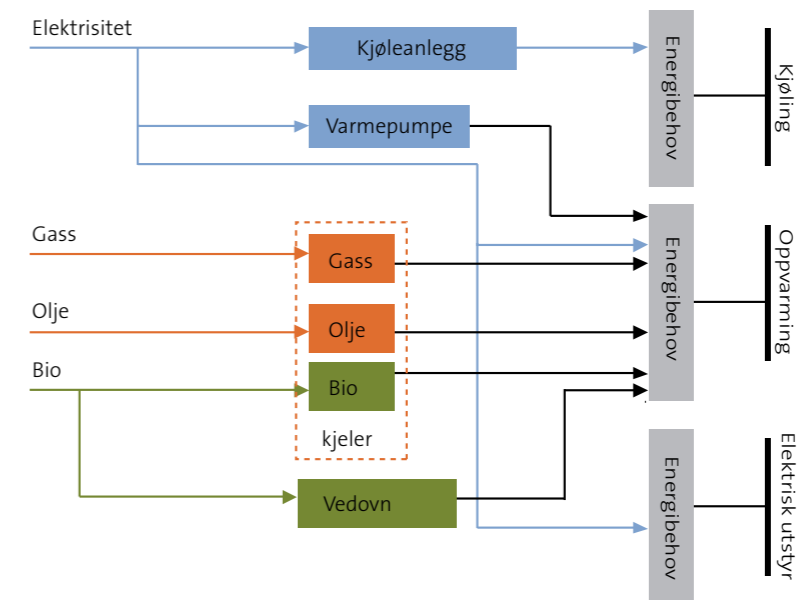 Elektrisitet
Kjøleanlegg
Energibehov
Kjøling
Varmepumpe
Gass
Gass
Energibehov
Oppvarming
Olje
Olje
Bio
Bio
kjeler
Vedovn
Energibehov
Elektrisk utstyr